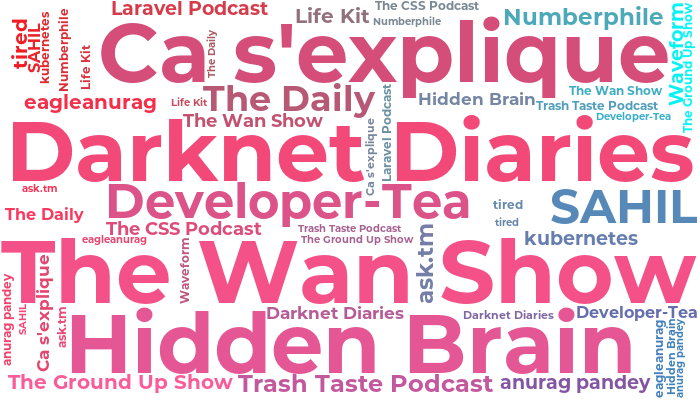 Laravel Podcast
Life Kit
The CSS Podcast
Numberphile
Numberphile
tired
SAHIL
kubernetes
Numberphile
Life Kit
Ca s'explique
The Daily
Waveform
The Ground Up Show
eagleanurag
Life Kit
The Daily
Hidden Brain
The Wan Show
Trash Taste Podcast
Developer-Tea
The Wan Show
Ca s'explique
Laravel Podcast
Darknet Diaries
ask.tm
The Daily
Developer-Tea
tired
tired
SAHIL
The CSS Podcast
eagleanurag
Trash Taste Podcast
The Ground Up Show
ask.tm
kubernetes
Waveform
The Wan Show
anurag pandey
SAHIL
Ca s'explique
ask.tm
Hidden Brain
Darknet Diaries
Darknet Diaries
Developer-Tea
eagleanurag
Hidden Brain
anurag pandey
The Ground Up Show
Trash Taste Podcast
anurag pandey